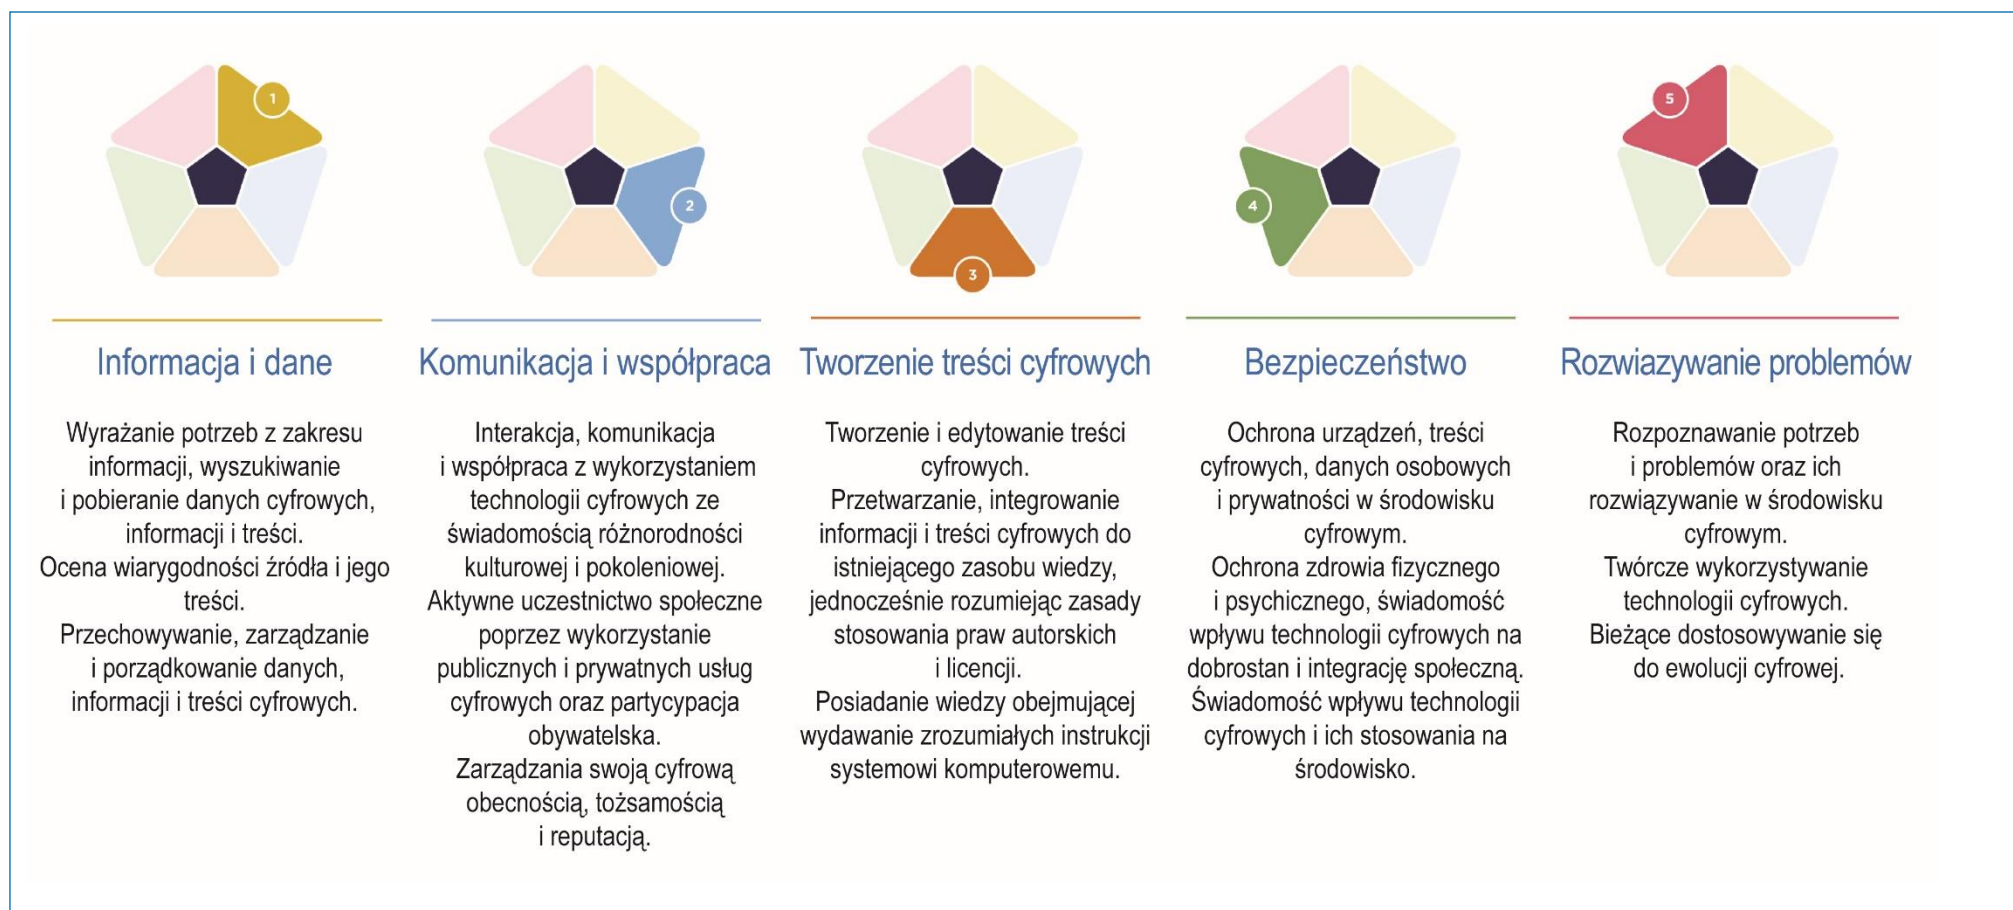 1
2
3
4
5
Informacja i dane
Wyrażanie potrzeb z zakresu
informacji, wyszukiwanie
i pobieranie danych cyfrowych,
informacji i treści.
Ocena wiarygodności źródła i jego
treści.
Przechowywanie, zarządzanie
i porządkowanie danych,
informacji i treści cyfrowych.
Komunikacja i współpraca
Interakcja, komunikacja
i współpraca z wykorzystaniem
technologii cyfrowych ze
świadomością różnorodności
kulturowej i pokoleniowej.
Aktywne uczestnictwo społeczne
poprzez wykorzystanie
publicznych i prywatnych usług
cyfrowych oraz partycypacja
obywatelska.
Zarządzania swoją cyfrową
obecnością, tożsamością
i reputacją.
Tworzenie treści cyfrowych
Tworzenie i edytowanie treści
cyfrowych.
Przetwarzanie, integrowanie
informacji i treści cyfrowych do
istniejącego zasobu wiedzy,
jednocześnie rozumiejąc zasady
stosowania praw autorskich
i licencji.
Posiadanie wiedzy obejmującej
wydawanie zrozumiałych instrukcji
systemowi komputerowemu.
Bezpieczeństwo
Ochrona urządzeń, treści
cyfrowych, danych osobowych
i prywatności w środowisku
cyfrowym.
Ochrona zdrowia fizycznego
i psychicznego, świadomość
wpływu technologii cyfrowych na
dobrostan i integrację społeczną.
Świadomość wpływu technologii
cyfrowych i ich stosowania na
środowisko.
Rozwiazywanie problemów
Rozpoznawanie potrzeb
i problemów oraz ich
rozwiązywanie w środowisku
cyfrowym.
Twórcze wykorzystywanie
technologii cyfrowych.
Bieżące dostosowywanie się
do ewolucji cyfrowej.